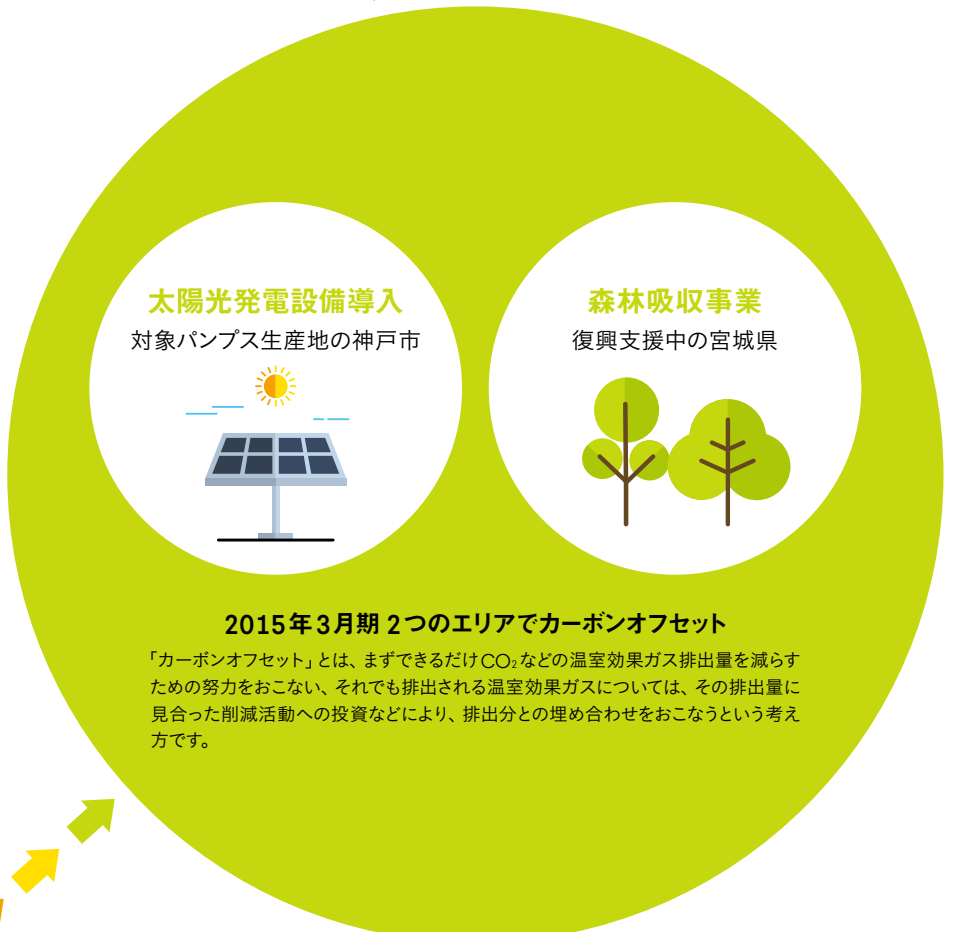 太陽光発電設備導入
対象パンプス生産地の神戸市
森林吸収事業
復興支援中の宮城県
2015年3月期 2つのエリアでカーボンオフセット
「カーボンオフセット」とは、まずできるだけCO₂などの温室効果ガス排出量を減らす
ための努力をおこない、それでも排出される温室効果ガスについては、その排出量に
見合った削減活動への投資などにより、排出分との埋め合わせをおこなうという考え
方です。